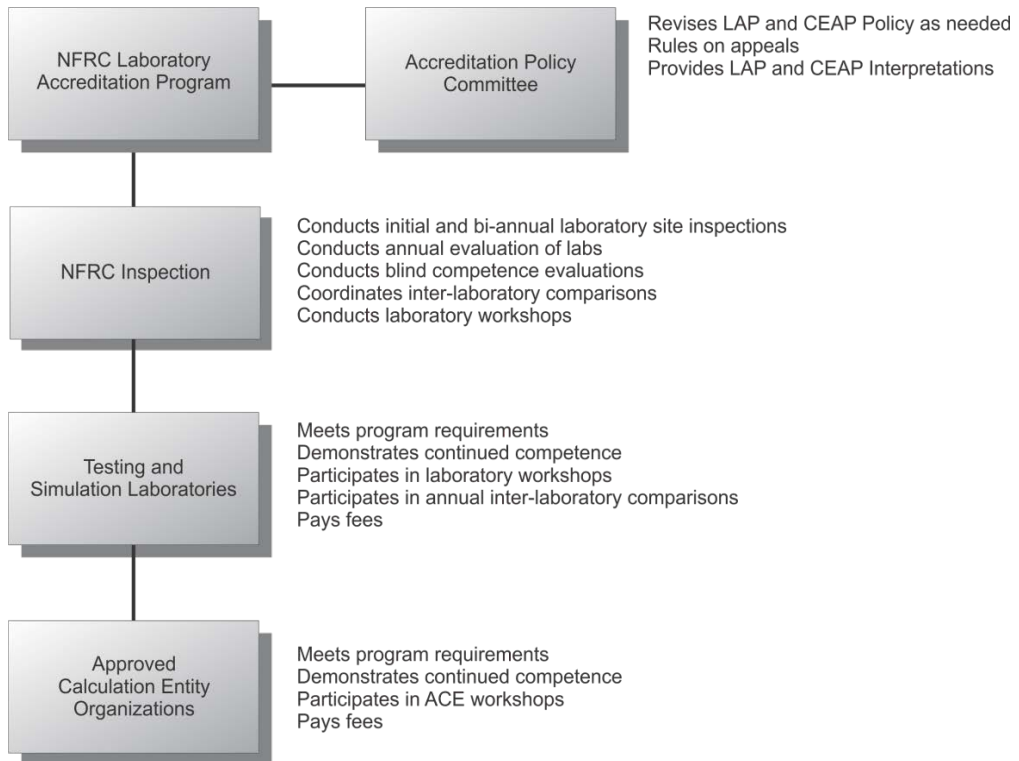 NFRC Laboratory
Accreditation Program
Accreditation Policy
Committee
Revises LAP and CEAP Policy as needed
Rules on appeals
Provides LAP and CEAP Interpretations
NFRC Inspection
Conducts initial and bi-annual laboratory site inspections
Conducts annual evaluation of labs
Conducts blind competence evaluations
Coordinates inter-laboratory comparisons
Conducts laboratory workshops
Testing and
Simulation Laboratories
Meets program requirements
Demonstrates continued competence
Participates in laboratory workshops
Participates in annual inter-laboratory comparisons
Pays fees
Approved
Calculation Entity
Organizations
Meets program requirements
Demonstrates continued competence
Participates in ACE workshops
Pays fees